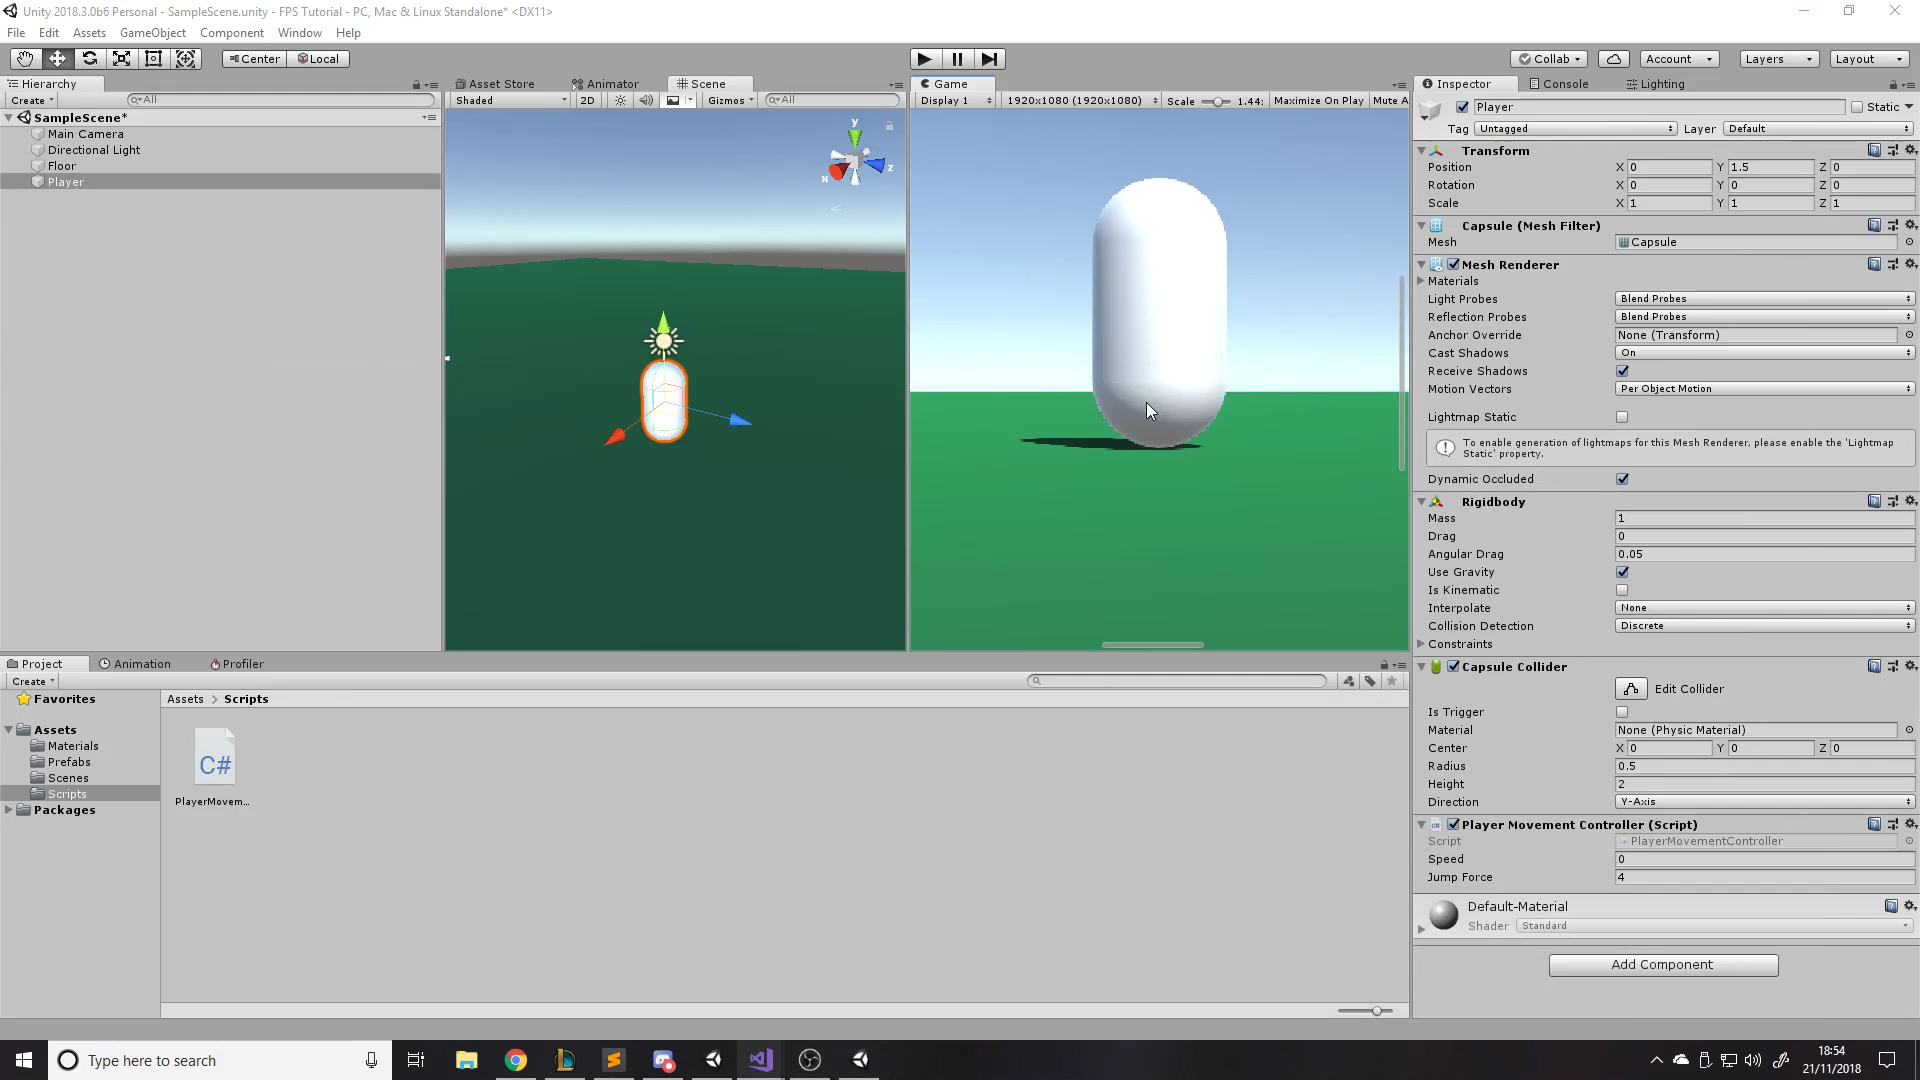 Unity 2018.3.0b6 Personal - SampleScene.unity - FPS Tutorial - PC, Mac & Linux Standalone* <DX11>
File Edit Assets GameObject Component Window Help
Center Local
Collab Account Layers Layout
Hierarchy
Create All
SampleScene*
Main Camera
Directional Light
Floor
Player
Asset Store Animator Scene
Shaded 2D Gizmos All
y
x z
Game
Display 1 1920x1080 (1920x1080) Scale 1.44: Maximize On Play Mute A
Inspector Console Lighting
Player Static
Tag Untagged Layer Default
Transform
Position X 0 Y 1.5 Z 0
Rotation X 0 Y 0 Z 0
Scale X 1 Y 1 Z 1
Capsule (Mesh Filter)
Mesh Capsule
Mesh Renderer
Materials
Light Probes Blend Probes
Reflection Probes Blend Probes
Anchor Override None (Transform)
Cast Shadows On
Receive Shadows
Motion Vectors Per Object Motion
Lightmap Static
To enable generation of lightmaps for this Mesh Renderer, please enable the 'Lightmap
Static' property.
Dynamic Occluded
Rigidbody
Mass 1
Drag 0
Angular Drag 0.05
Use Gravity
Is Kinematic
Interpolate None
Collision Detection Discrete
Constraints
Capsule Collider
Edit Collider
Is Trigger
Material None (Physic Material)
Center X 0 Y 0 Z 0
Radius 0.5
Height 2
Direction Y-Axis
Player Movement Controller (Script)
Script PlayerMovementController
Speed 0
Jump Force 4
Default-Material
Shader Standard
Add Component
Project Animation Profiler
Create
Favorites
Assets
Materials
Prefabs
Scenes
Scripts
Packages
Assets > Scripts
C#
PlayerMovem...
Type here to search
18:54
21/11/2018